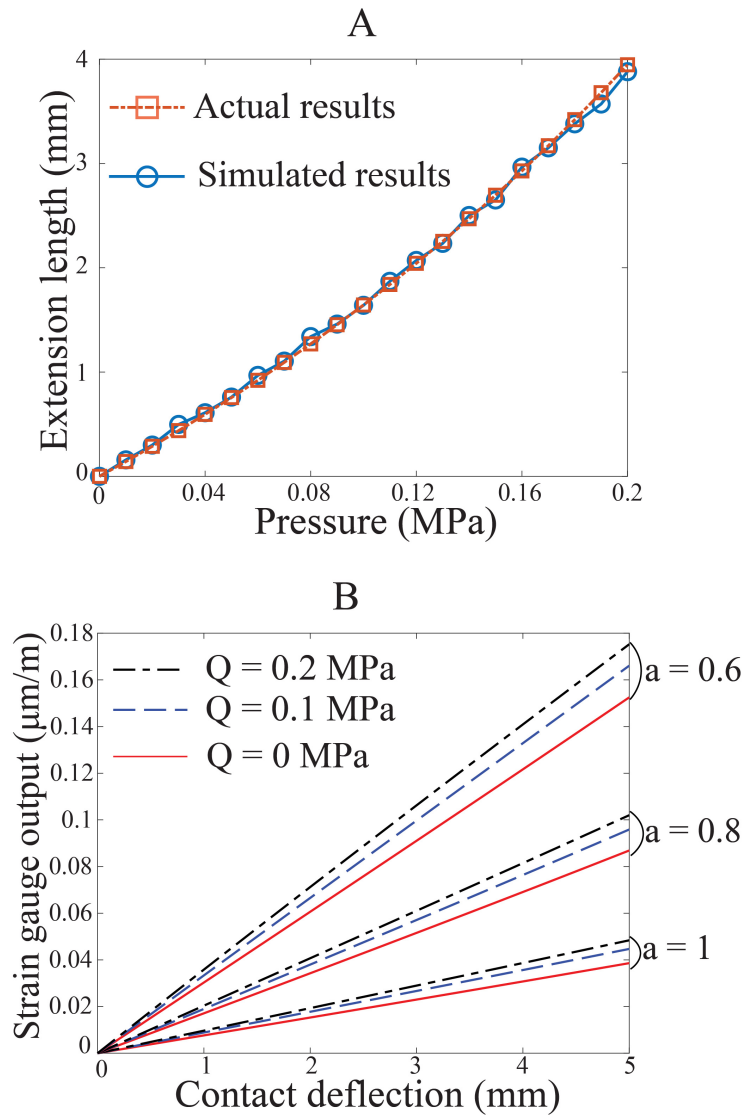 A
4
3
2
1
0
Extension length (mm)
Actual results
Simulated results
0 0.04 0.08 0.12 0.16 0.2
Pressure (MPa)
B
0.18
0.16
0.14
0.12
0.1
0.08
0.06
0.04
0.02
0
Strain gauge output (μm/m)
Q = 0.2 MPa
Q = 0.1 MPa
Q = 0 MPa
a = 0.6
a = 0.8
a = 1
0 1 2 3 4 5
Contact deflection (mm)